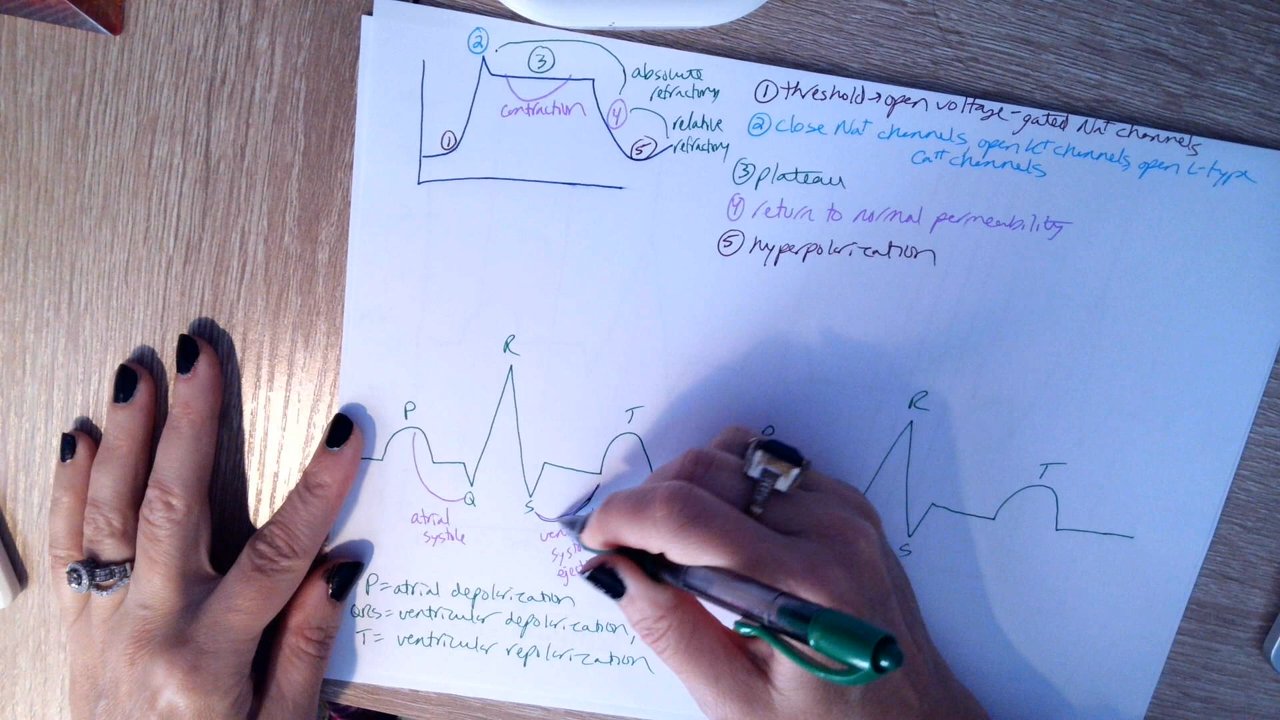 ②
③
absolute
refractory
contraction
④
relative
refractory
①
⑤
① threshold→open voltage-gated Na+ channels
② close Na+ channels, open K+ channels, open L-type
Ca++ channels
③ plateau
④ return to normal permeability
⑤ hyperpolarization
R
P
T
Q
S
atrial
systole
R
T
S
P=atrial depolarization
QRS=ventricular depolarization,
T= ventricular repolarization